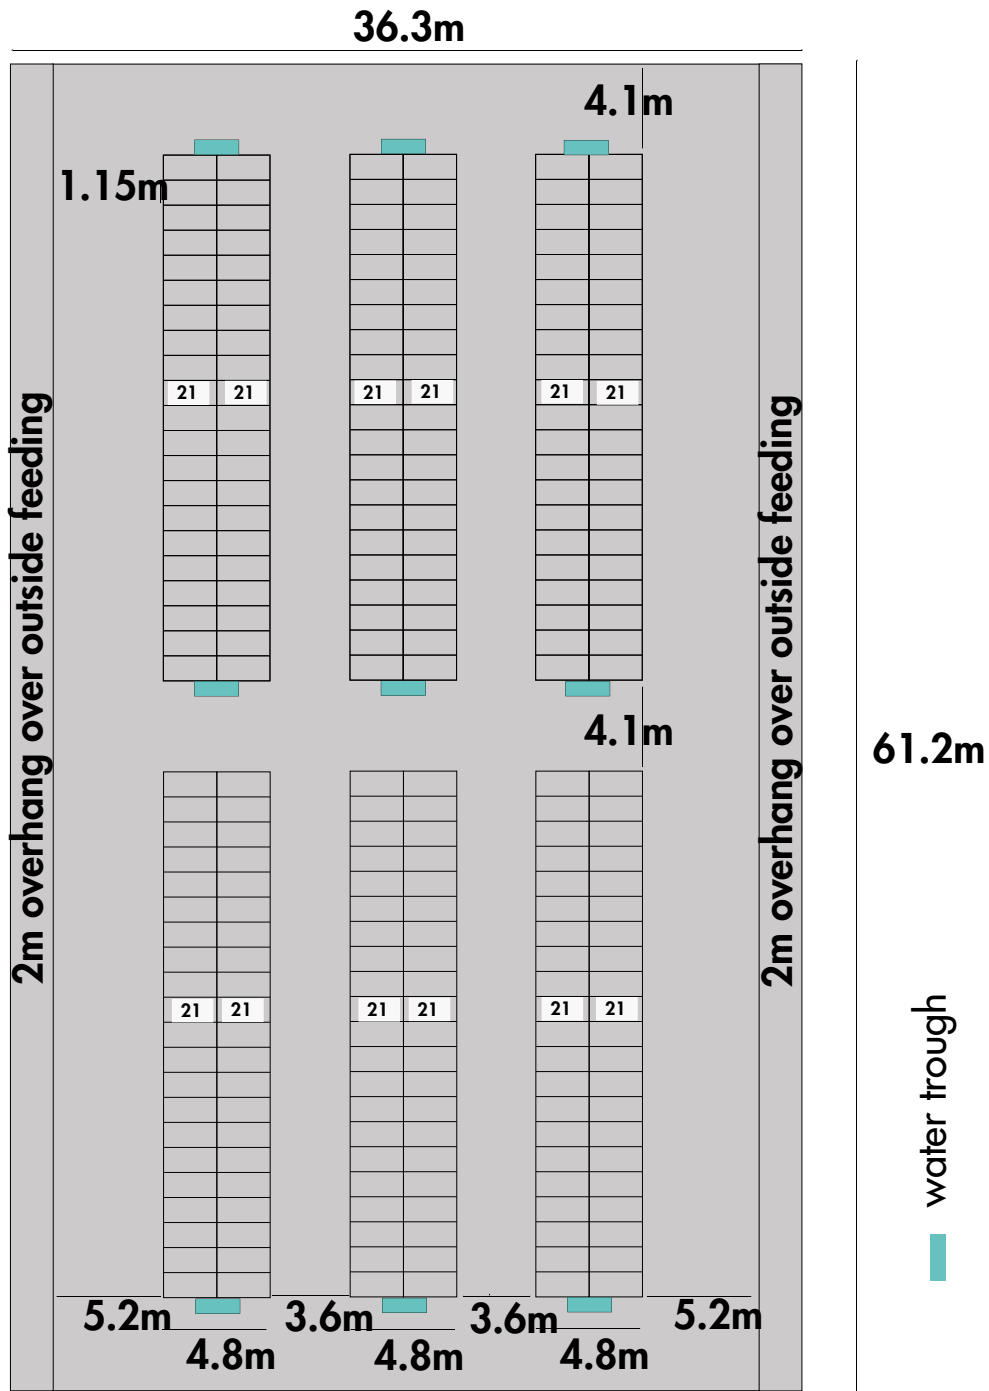 36.3m
4.1m
1.15m
21 21 21 21 21 21
2m overhang over outside feeding
2m overhang over outside feeding
4.1m
61.2m
21 21 21 21 21 21
water trough
5.2m 3.6m 3.6m 5.2m
4.8m 4.8m 4.8m